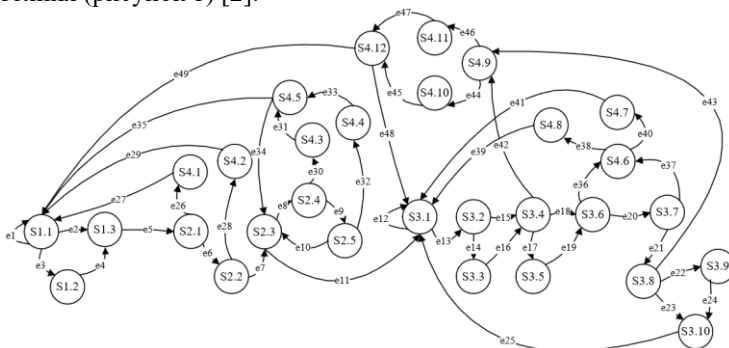 (рисунок 1) [2].
e47
S4.11
e46
S4.12
S4.9
e49
S4.10
e45
e44
S4.5
e33
e41
e43
S4.4
S4.7
e35
e31
e48
S4.8
e34
S4.3
e42
e40
e29
S4.2
e39
e38
S4.1
e30
S4.6
e37
e27
e32
e36
e26
S2.4
e8
e9
e12
S3.1
S3.2
e15
S3.4
e18
S3.6
e20
S3.7
e1
S1.1
e2
S1.3
e5
S2.1
e28
S2.3
S2.5
e10
e13
e14
e16
e17
e19
e21
e6
e3
e4
e7
e11
S1.2
S2.2
S3.3
S3.5
S3.8
e22
S3.9
e23
e24
S3.10
e25